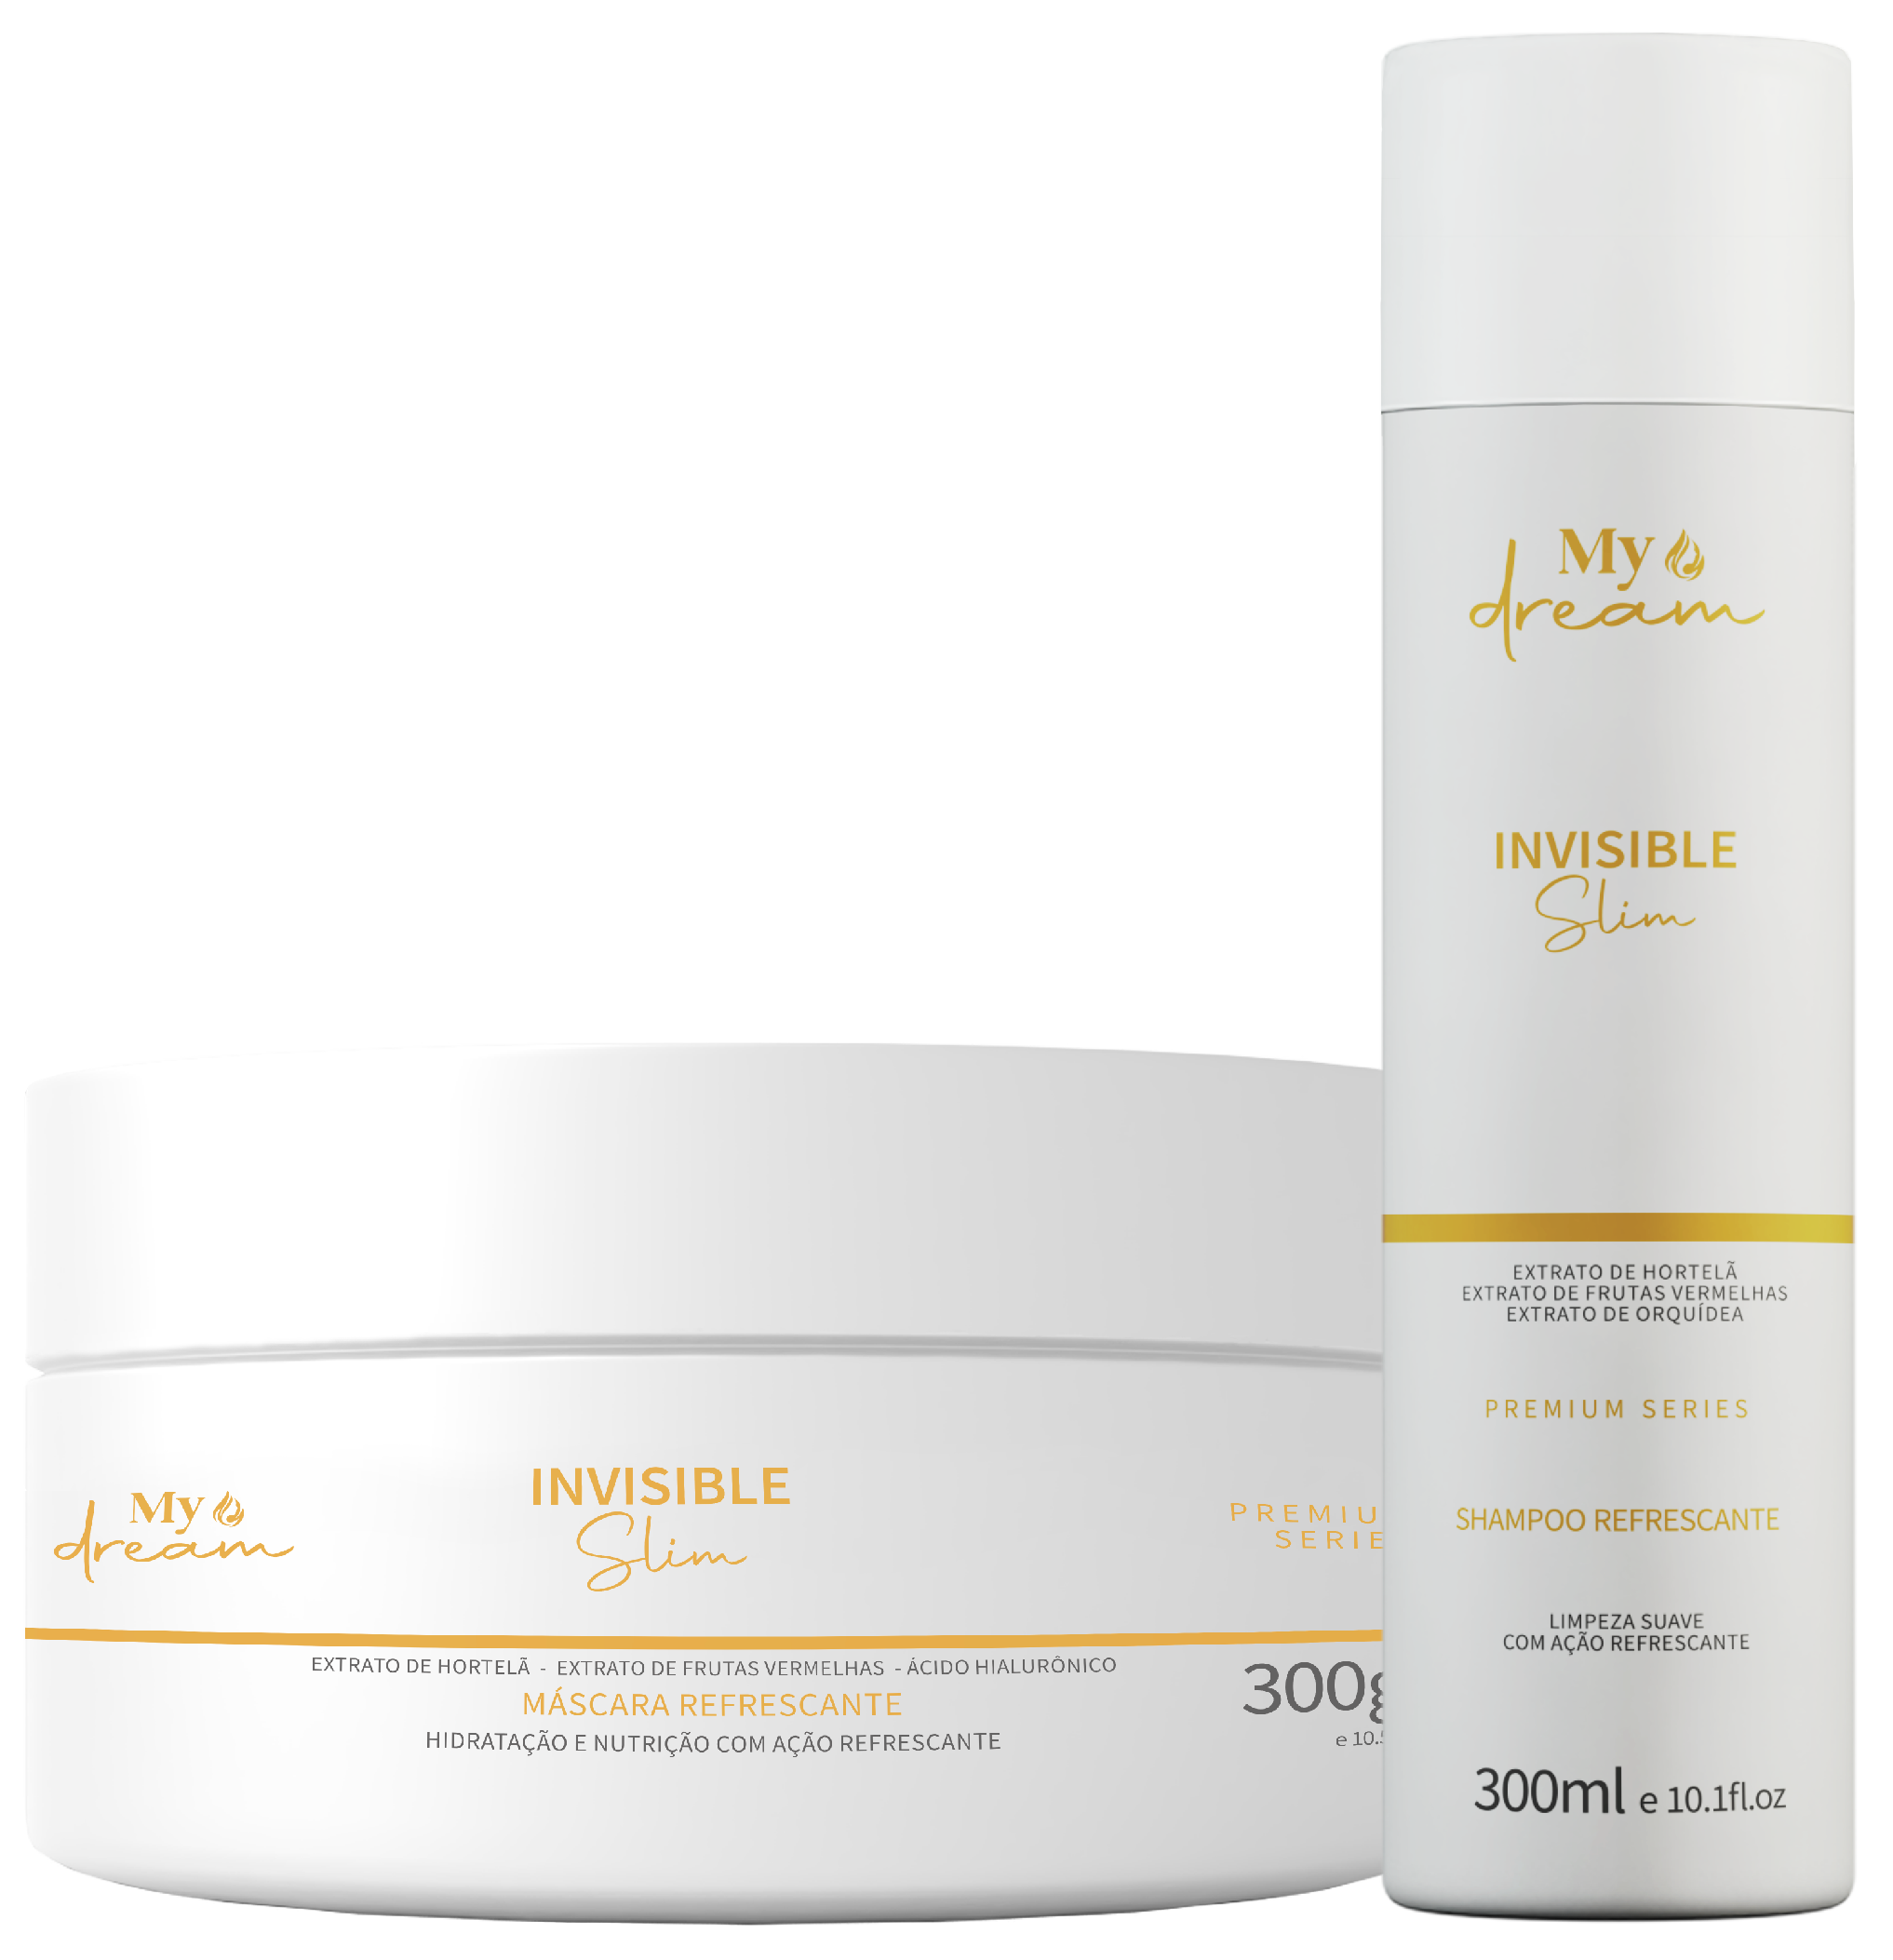 My
dream
INVISIBLE
Slim
EXTRATO DE HORTELÃ
EXTRATO DE FRUTAS VERMELHAS
EXTRATO DE ORQUÍDEA
PREMIUM SERIES
SHAMPOO REFRESCANTE
LIMPEZA SUAVE
COM AÇÃO REFRESCANTE
300ml e 10.1fl.oz
My
dream
INVISIBLE
Slim
EXTRATO DE HORTELÃ - EXTRATO DE FRUTAS VERMELHAS - ÁCIDO HIALURÔNICO
MÁSCARA REFRESCANTE
HIDRATAÇÃO E NUTRIÇÃO COM AÇÃO REFRESCANTE
PREMIU
SERIE
300g
e 10.